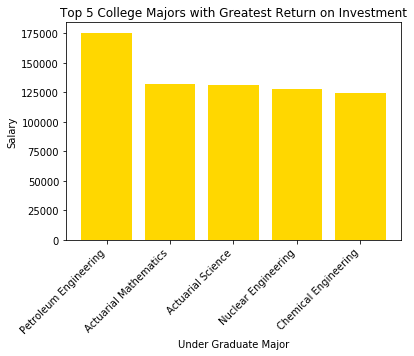 Top 5 College Majors with Greatest Return on Investment
175000
150000
125000
100000
75000
50000
25000
0
Salary
Petroleum Engineering
Actuarial Mathematics
Actuarial Science
Nuclear Engineering
Chemical Engineering
Under Graduate Major